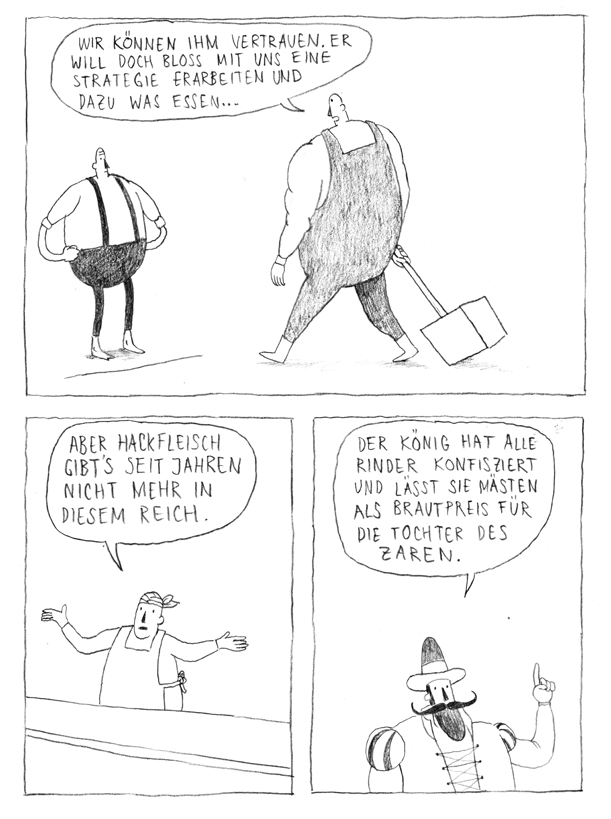 WIR KÖNNEN IHM VERTRAUEN. ER
WILL DOCH BLOSS MIT UNS EINE
STRATEGIE ERARBEITEN UND
DAZU WAS ESSEN...
ABER HACKFLEISCH
GIBT'S SEIT JAHREN
NICHT MEHR IN
DIESEM REICH.
DER KÖNIG HAT ALLE
RINDER KONFISZIERT
UND LÄSST SIE MÄSTEN
ALS BRAUTPREIS FÜR
DIE TOCHTER DES
ZAREN.